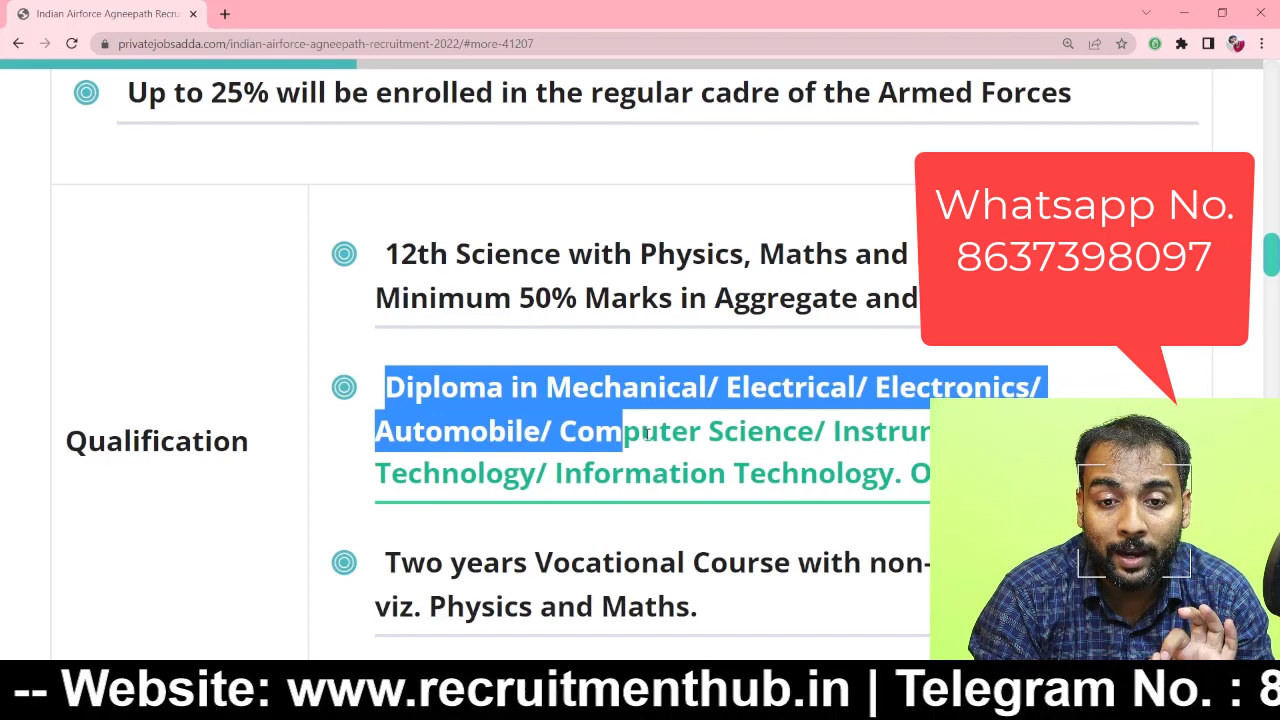 Indian Airforce Agneepath Recru
privatejobsadda.com/indian-airforce-agneepath-recruitment-2022/#more-41207
Up to 25% will be enrolled in the regular cadre of the Armed Forces
Whatsapp No.
8637398097
12th Science with Physics, Maths and
Minimum 50% Marks in Aggregate and
Diploma in Mechanical/ Electrical/ Electronics/
Automobile/ Computer Science/ Instrum
Technology/ Information Technology. O
Qualification
Two years Vocational Course with non-
viz. Physics and Maths.
-- Website: www.recruitmenthub.in | Telegram No. : 8